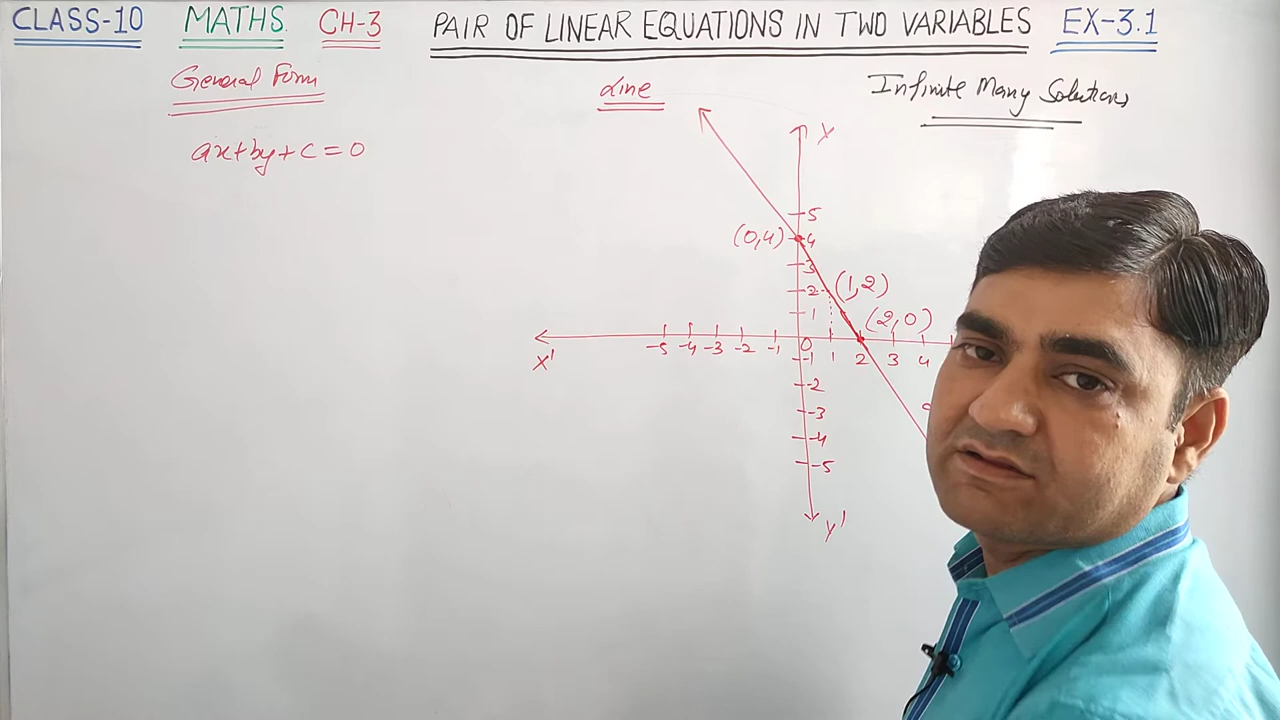 CLASS-10 MATHS CH-3 PAIR OF LINEAR EQUATIONS IN TWO VARIABLES EX-3.1
General Form Line Infinite Many Solutions
ax+by+c=0
Y
5
(0,4) 4
3
2 (1,2)
1 (2,0)
X' -5 -4 -3 -2 -1 0 1 2 3 4
-1
-2
-3
-4
-5
Y'